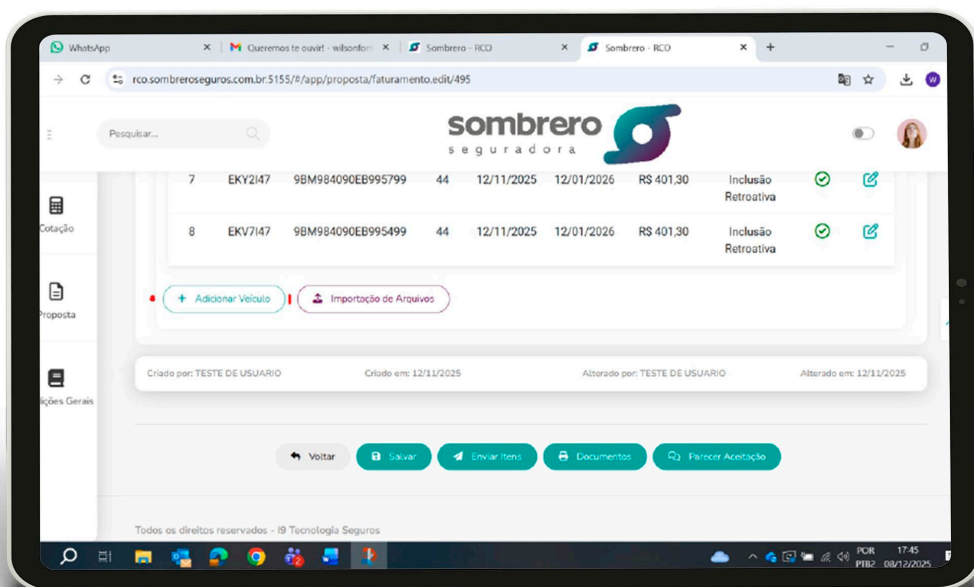 WhatsApp
Queremos te ouvir! - wilsonfon
Sombrero - RCO
Sombrero - RCO
rco.sombreroseguros.com.br:5155/#/app/proposta/faturamento.edit/495
W
Pesquisar...
sombrero
seguradora
7 EKY2I47 9BM984090EB995799 44 12/11/2025 12/01/2026 R$ 401,30 Inclusão
Retroativa
8 EKV7I47 9BM984090EB995499 44 12/11/2025 12/01/2026 R$ 401,30 Inclusão
Retroativa
Cotação
Proposta
ições Gerais
+ Adicionar Veículo
Importação de Arquivos
Criado por: TESTE DE USUARIO
Criado em: 12/11/2025
Alterado por: TESTE DE USUARIO
Alterado em: 12/11/2025
Voltar
Salvar
Enviar Itens
Documentos
Parecer Aceitação
Todos os direitos reservados - I9 Tecnologia Seguros
POR 17:45
PTB2 08/12/2025